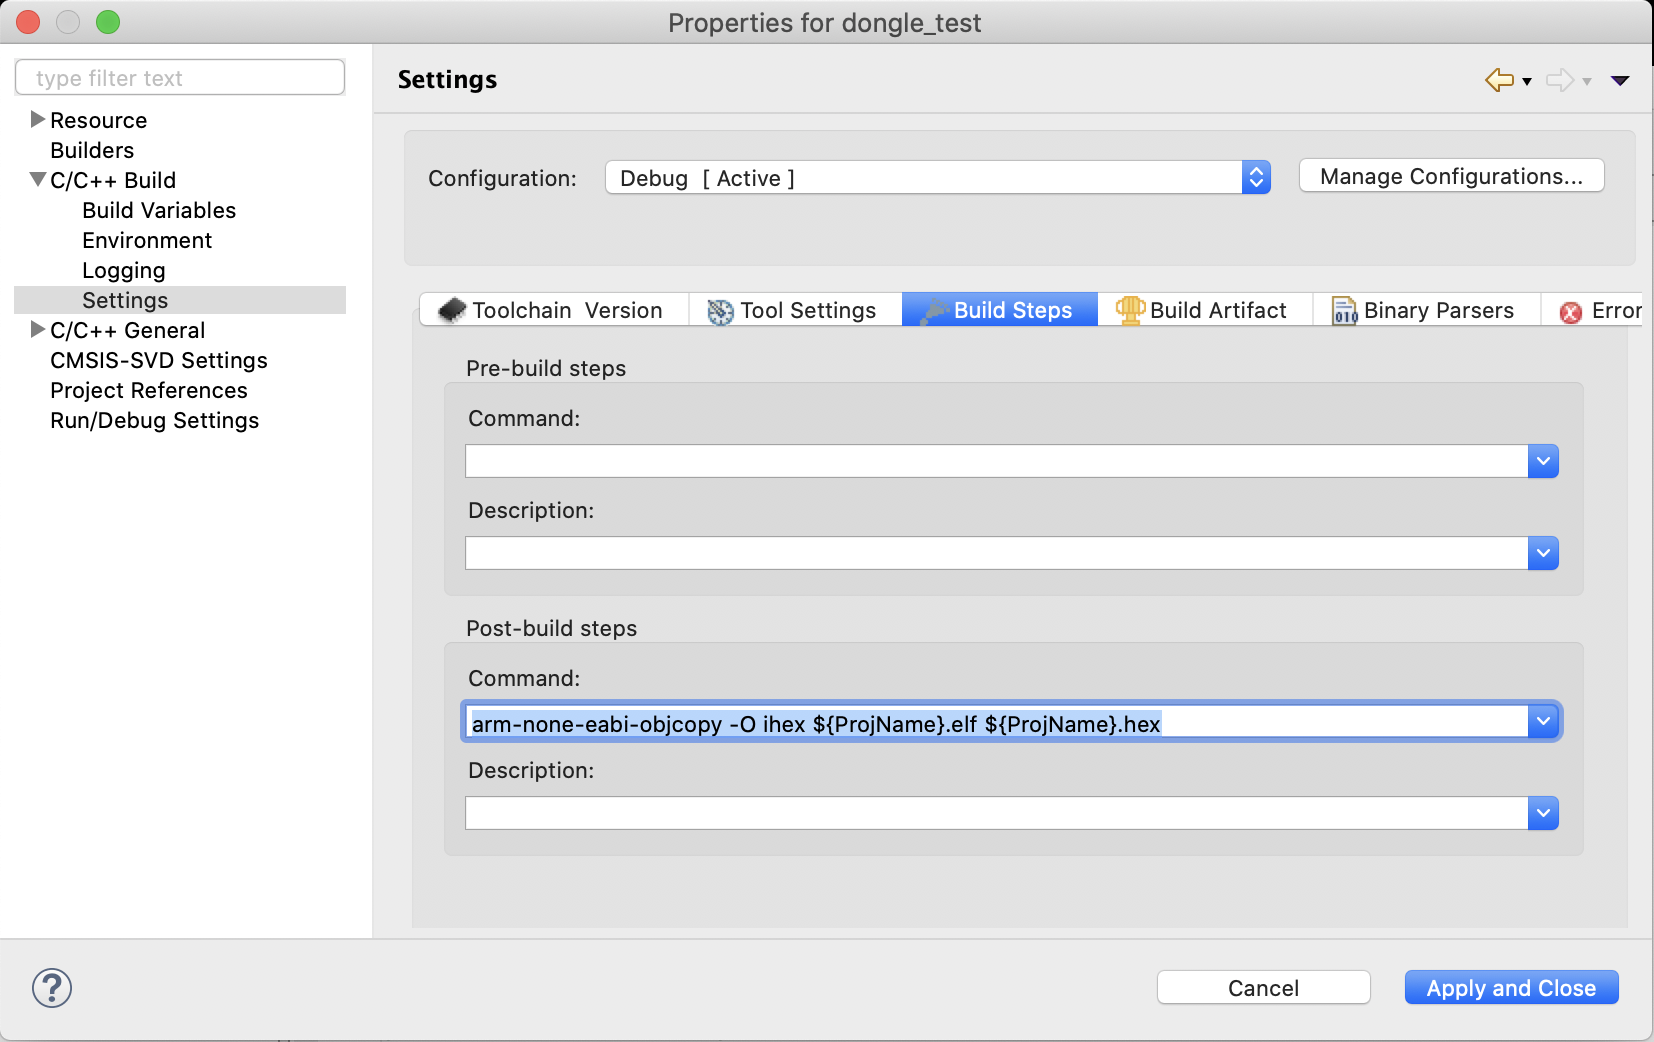 Properties for dongle_test
type filter text
Resource
Builders
C/C++ Build
Build Variables
Environment
Logging
Settings
C/C++ General
CMSIS-SVD Settings
Project References
Run/Debug Settings
Settings
Configuration:
Debug [ Active ]
Manage Configurations...
Toolchain Version
Tool Settings
Build Steps
Build Artifact
Binary Parsers
Error
Pre-build steps
Command:
Description:
Post-build steps
Command:
arm-none-eabi-objcopy -O ihex ${ProjName}.elf ${ProjName}.hex
Description:
?
Cancel
Apply and Close